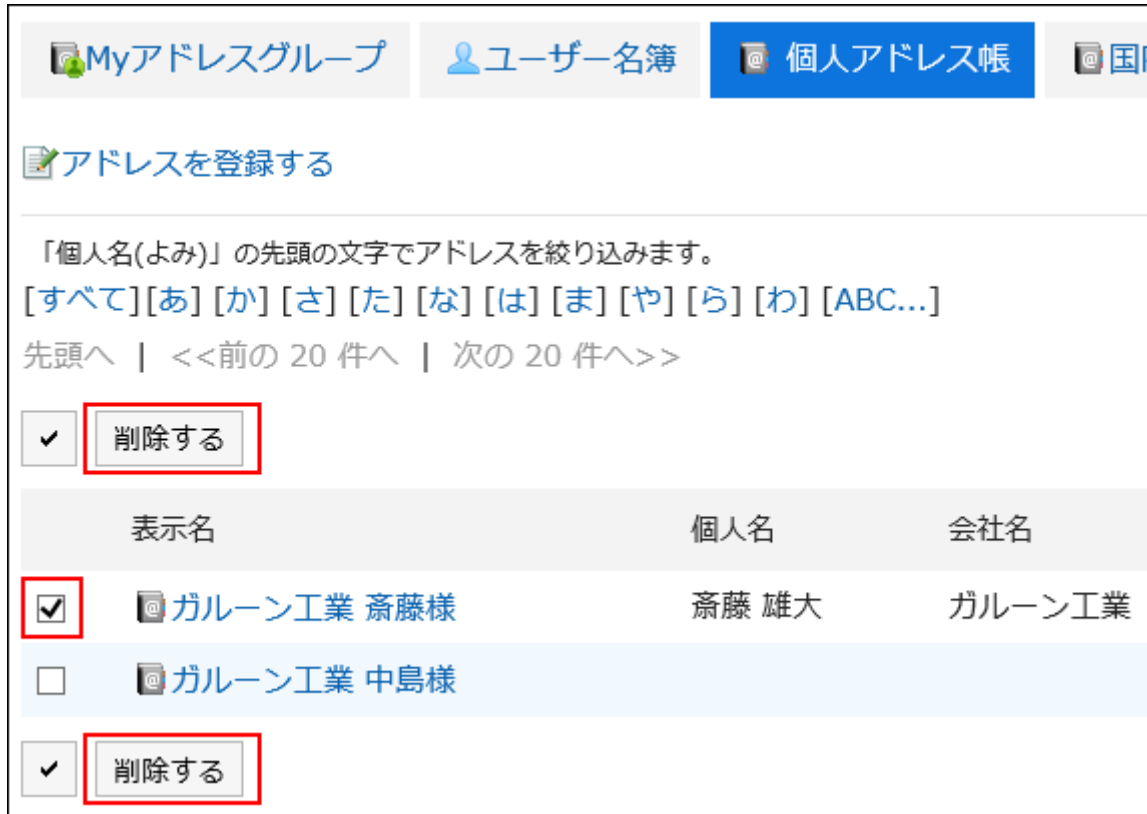 Myアドレスグループ ユーザー名簿 個人アドレス帳 国
アドレスを登録する
「個人名(よみ)」の先頭の文字でアドレスを絞り込みます。
[すべて][あ] [か] [さ] [た] [な] [は] [ま] [や] [ら] [わ] [ABC...]
先頭へ | <<前の 20 件へ | 次の 20 件へ>>
削除する
表示名 個人名 会社名
ガルーン工業 斎藤様 斎藤 雄大 ガルーン工業
ガルーン工業 中島様
削除する